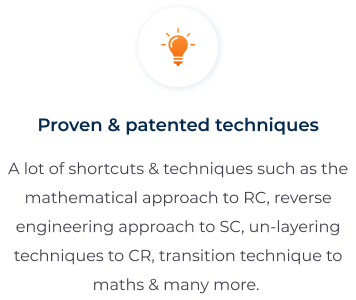 Proven & patented techniques
A lot of shortcuts & techniques such as the
mathematical approach to RC, reverse
engineering approach to SC, un-layering
techniques to CR, transition technique to
maths & many more.